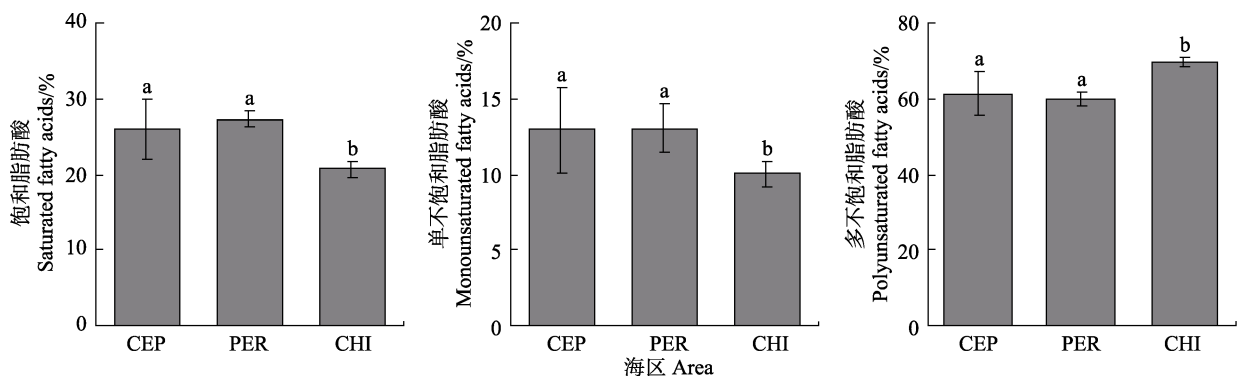 饱和脂肪酸
Saturated fatty acids/%
40
30
20
10
0
a
a
b
CEP PER CHI
单不饱和脂肪酸
Monounsaturated fatty acids/%
20
15
10
5
0
a
a
b
CEP PER CHI
海区 Area
多不饱和脂肪酸
Polyunsaturated fatty acids/%
80
60
40
60
0
a
a
b
CEP PER CHI